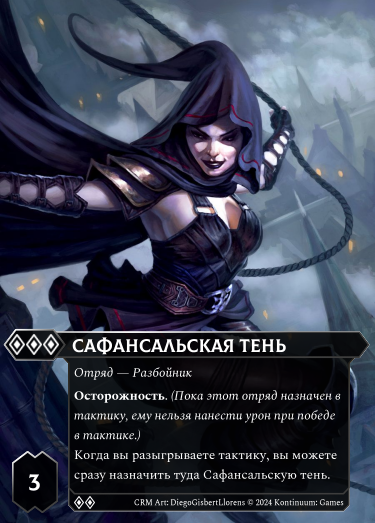 САФАНСАЛЬСКАЯ ТЕНЬ
Отряд — Разбойник
Осторожность. (Пока этот отряд назначен в
тактику, ему нельзя нанести урон при победе
в тактике.)
Когда вы разыгрываете тактику, вы можете
сразу назначить туда Сафансальскую тень.
3
CRM Art: DiegoGisbertLlorens © 2024 Kontinuum: Games